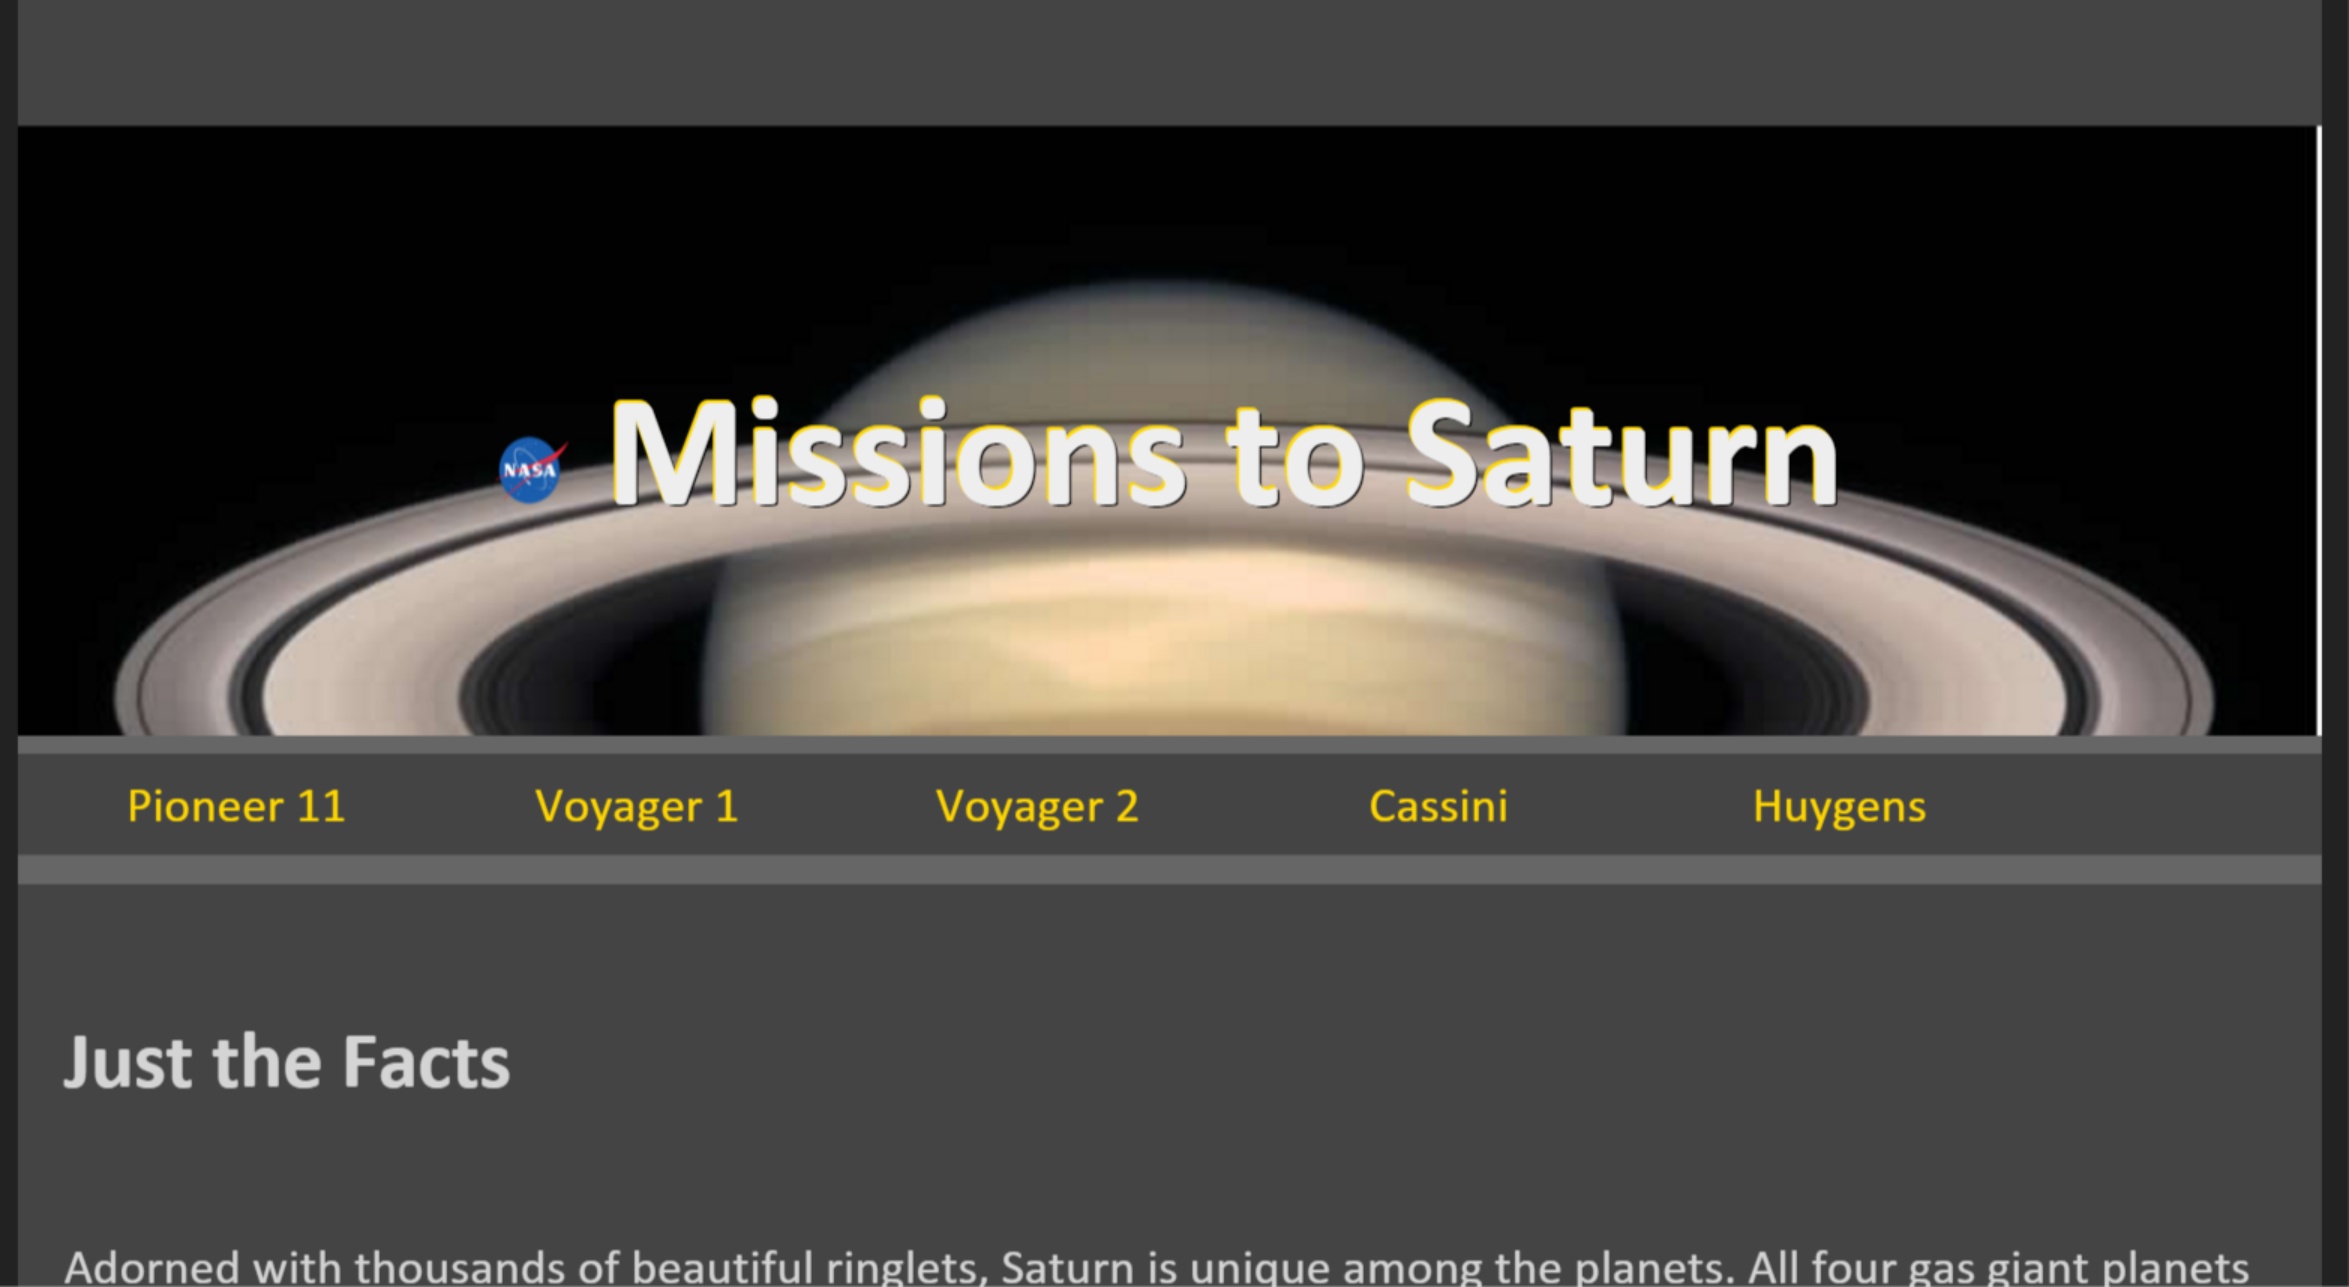 NASA
Missions to Saturn
Pioneer 11
Voyager 1
Voyager 2
Cassini
Huygens
Just the Facts
Adorned with thousands of beautiful ringlets, Saturn is unique among the planets. All four gas giant planets